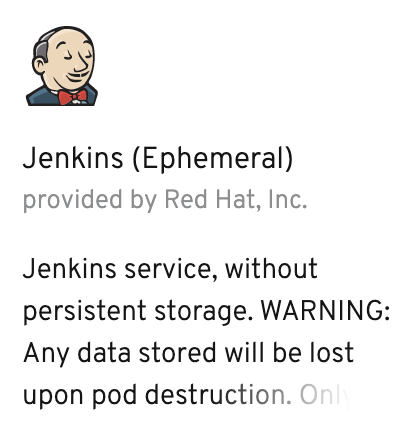 Jenkins (Ephemeral)
provided by Red Hat, Inc.
Jenkins service, without
persistent storage. WARNING:
Any data stored will be lost
upon pod destruction. Only